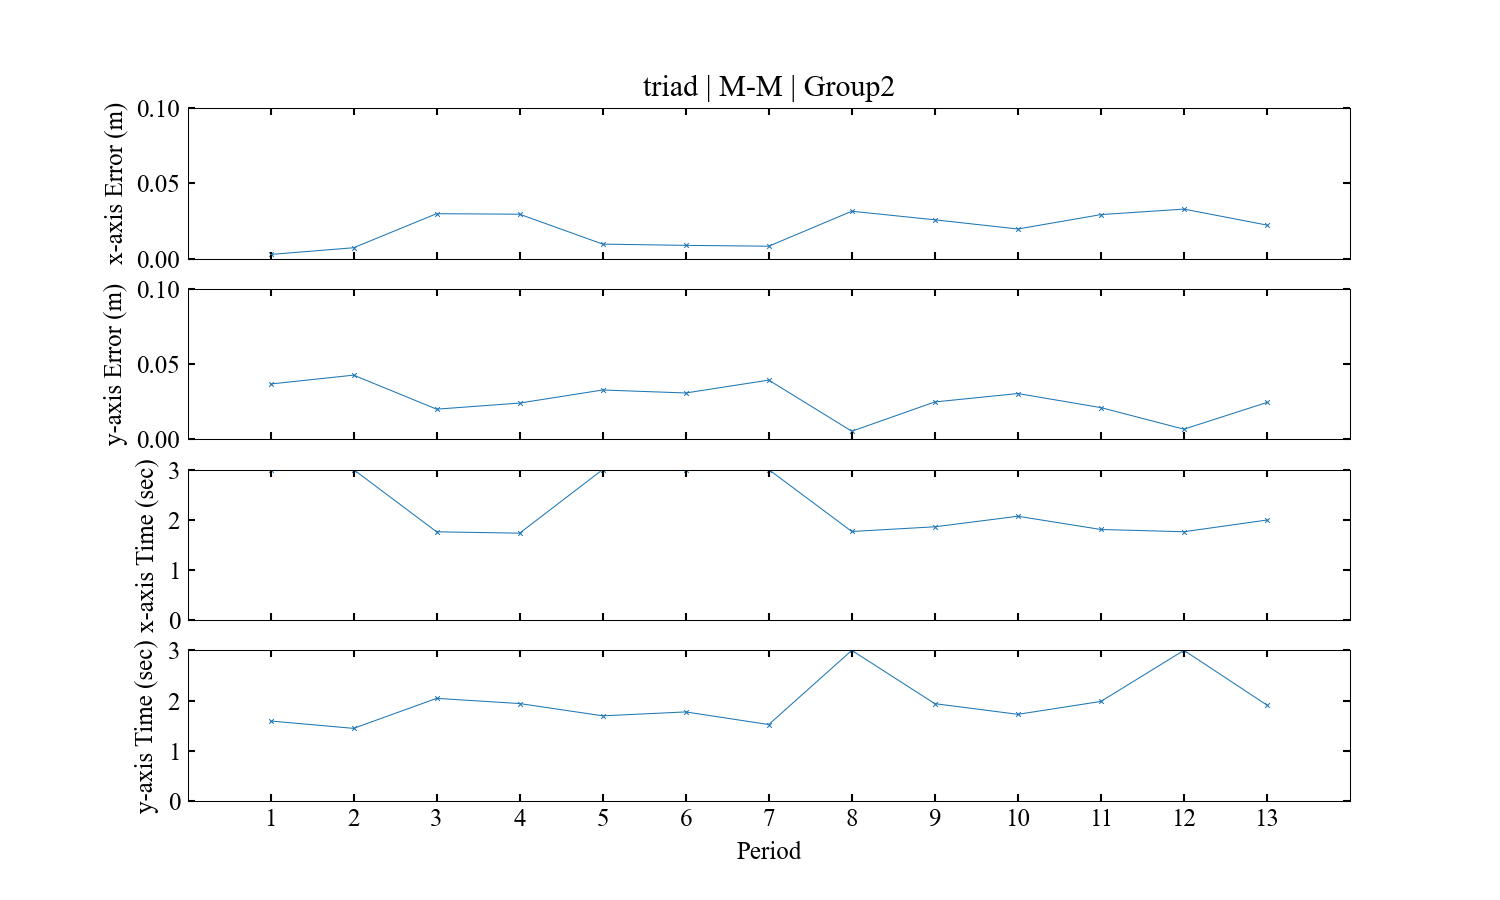 triad | M-M | Group2
0.10
0.05
0.00
x-axis Error (m)
0.10
0.05
0.00
y-axis Error (m)
3
2
1
0
x-axis Time (sec)
3
2
1
0
y-axis Time (sec)
1 2 3 4 5 6 7 8 9 10 11 12 13
Period